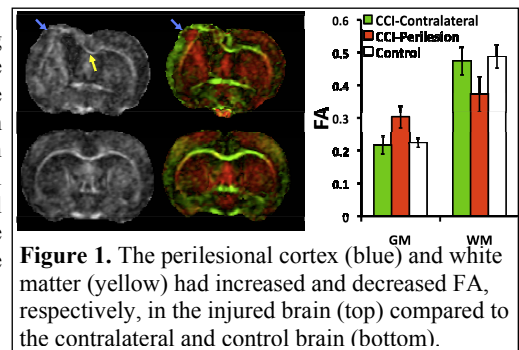 CCI-Contralateral
CCI-Perilesion
Control
FA
0.6
0.5
0.4
0.3
0.2
0.1
0
GM
WM
Figure 1. The perilesional cortex (blue) and white
matter (yellow) had increased and decreased FA,
respectively, in the injured brain (top) compared to
the contralateral and control brain (bottom).